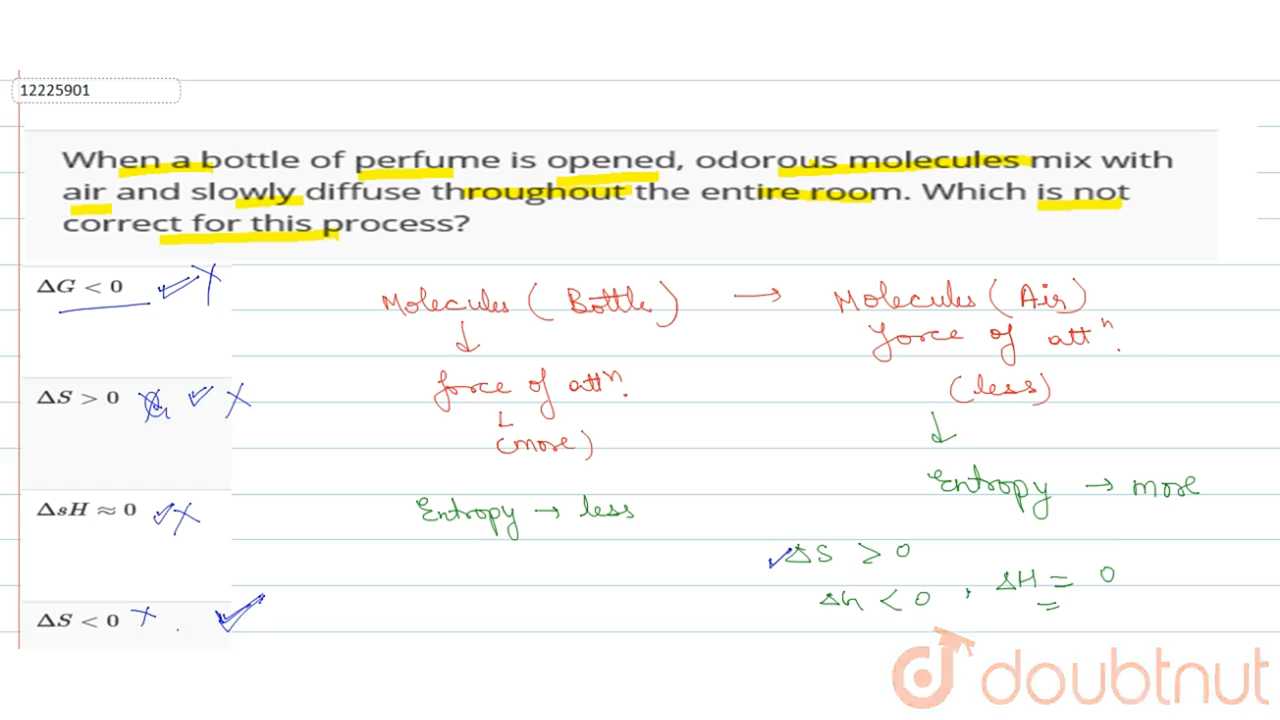 12225901
When a bottle of perfume is opened, odorous molecules mix with
air and slowly diffuse throughout the entire room. Which is not
correct for this process?
ΔG < 0
ΔS > 0
ΔsH ≈ 0
ΔS < 0
Molecules (Bottle) → Molecules (Air)
↓
force of attⁿ.
(more)
Entropy → less
force of attⁿ.
(less)
↓
Entropy → more
ΔS > 0
ΔG < 0, ΔH = 0
doubtnut